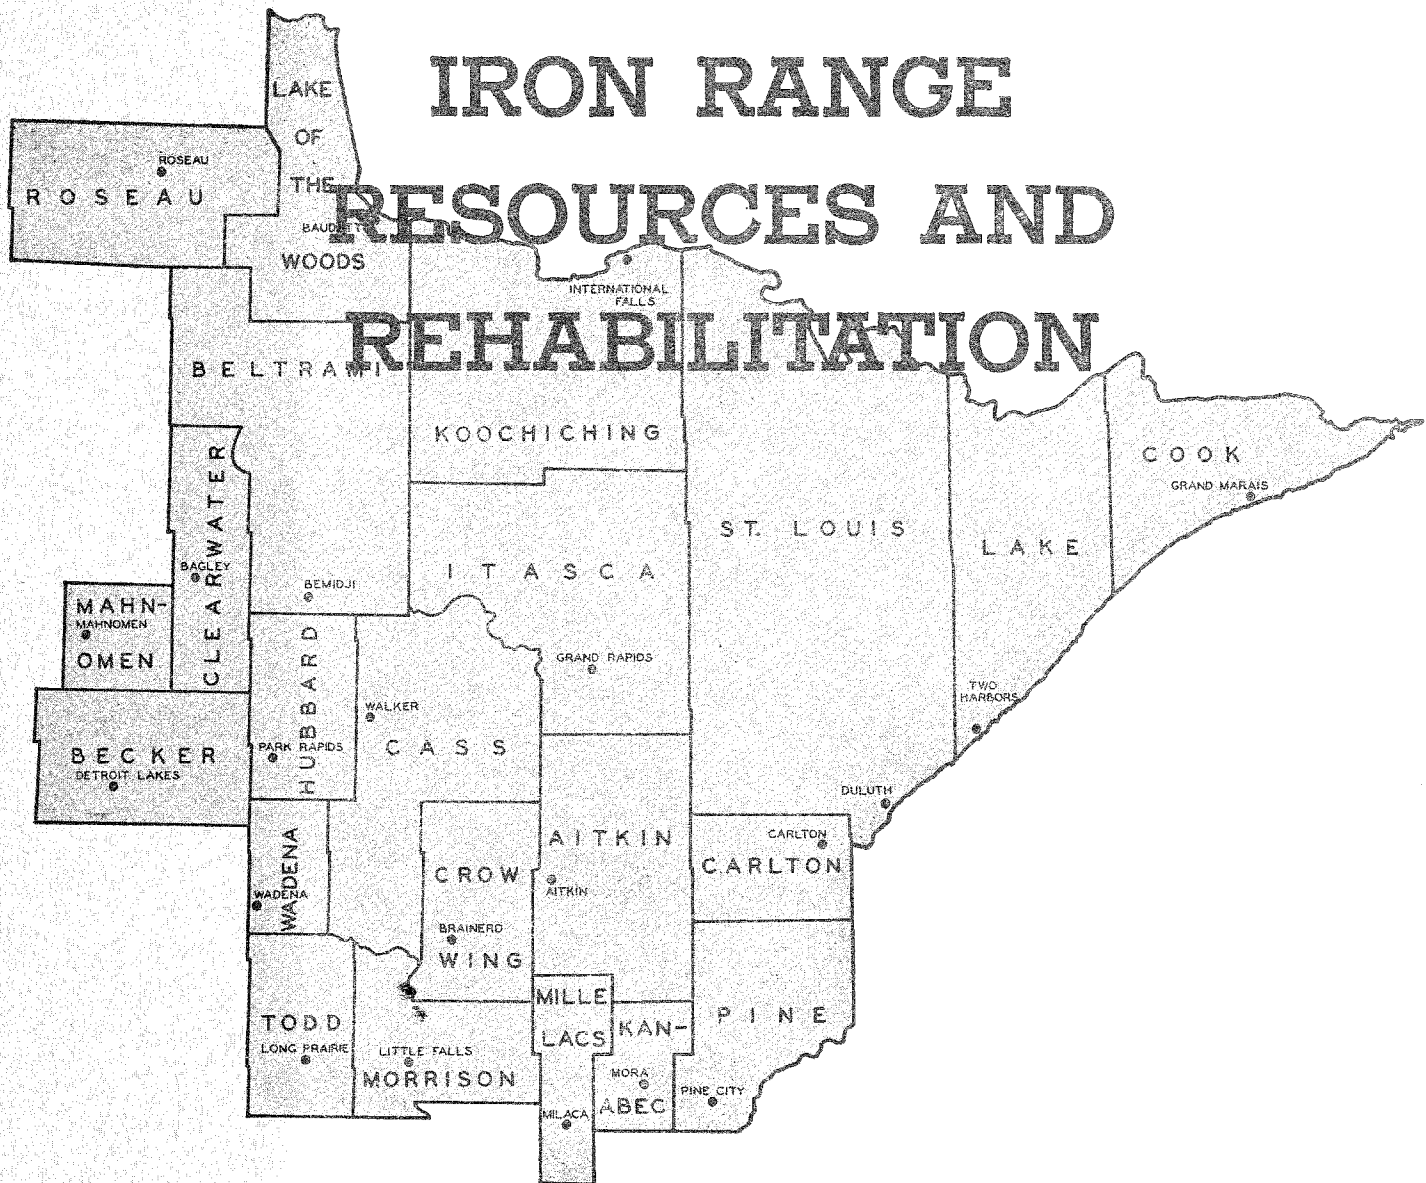 IRON RANGE
RESOURCES AND
REHABILITATION
LAKE
OF
THE
WOODS
BAUDETTE
ROSEAU
ROSEAU
INTERNATIONAL
FALLS
BELTRAMI
KOOCHICHING
COOK
GRAND MARAIS
CLEARWATER
BAGLEY
ST. LOUIS
LAKE
ITASCA
BEMIDJI
MAHN-
MAHNOMEN
OMEN
HUBBARD
GRAND RAPIDS
TWO
HARBORS
WALKER
CASS
PARK RAPIDS
BECKER
DETROIT LAKES
DULUTH
AITKIN
CARLTON
CARLTON
WADENA
WADENA
CROW
AITKIN
BRAINERD
WING
MILLE
LACS
KAN-
PINE
TODD
LONG PRAIRIE
LITTLE FALLS
MORRISON
MORA
ABEC
PINE CITY
MILACA